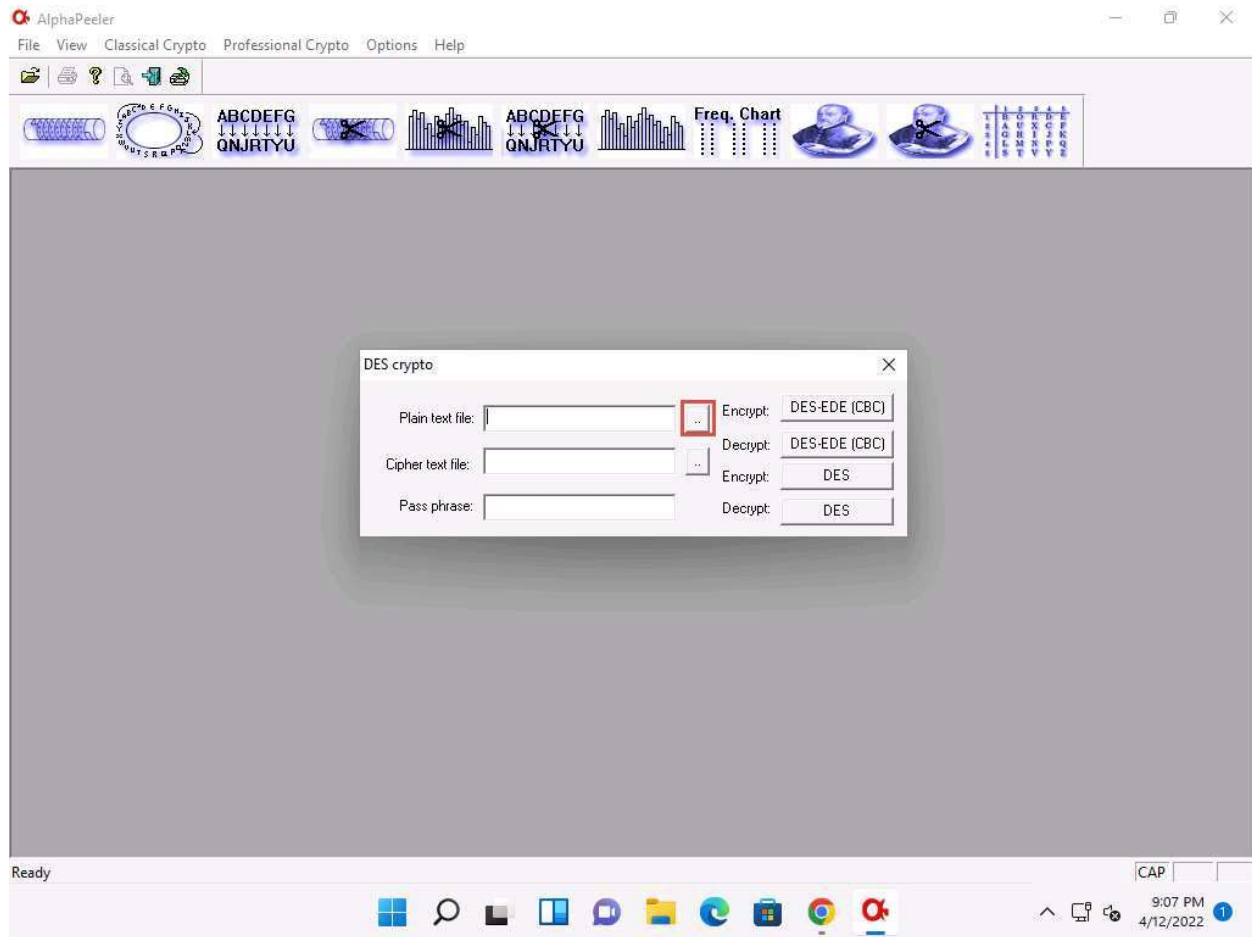 AlphaPeeler
File View Classical Crypto Professional Crypto Options Help
ABCDEFG
QNJRTYU
ABCDEFG
QNJRTYU
Freq. Chart
DES crypto
Plain text file:
..
Encrypt: DES-EDE (CBC)
Decrypt: DES-EDE (CBC)
Cipher text file:
..
Encrypt: DES
Pass phrase:
Decrypt: DES
Ready
CAP
9:07 PM
4/12/2022
1